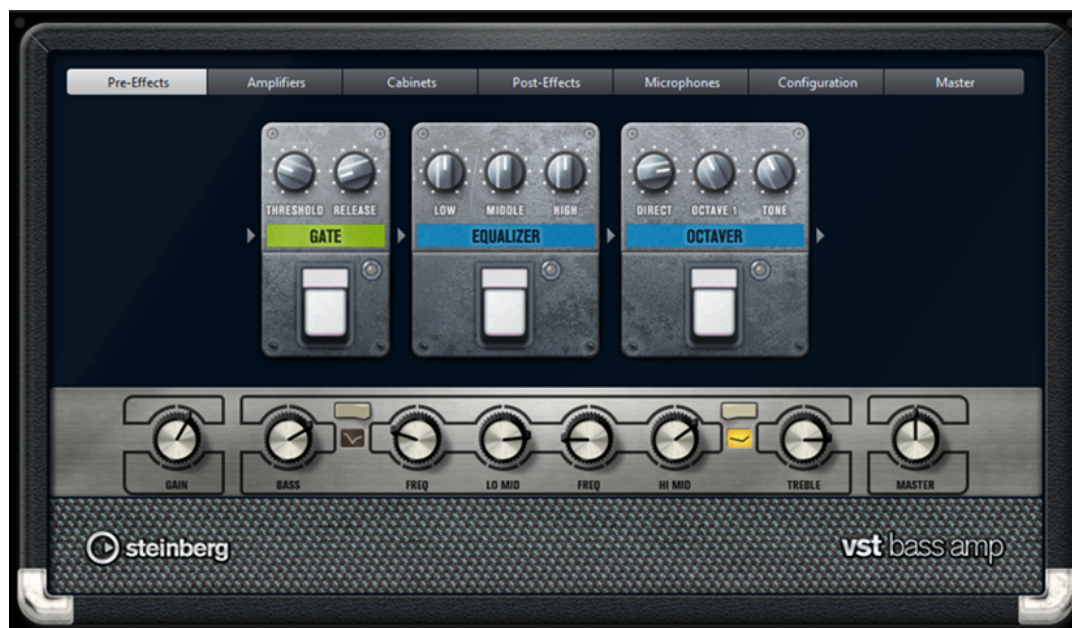 Pre-Effects Amplifiers Cabinets Post-Effects Microphones Configuration Master
THRESHOLD RELEASE LOW MIDDLE HIGH DIRECT OCTAVE 1 TONE
GATE EQUALIZER OCTAVER
GAIN BASS FREQ LO MID FREQ HI MID TREBLE MASTER
steinberg vst bass amp